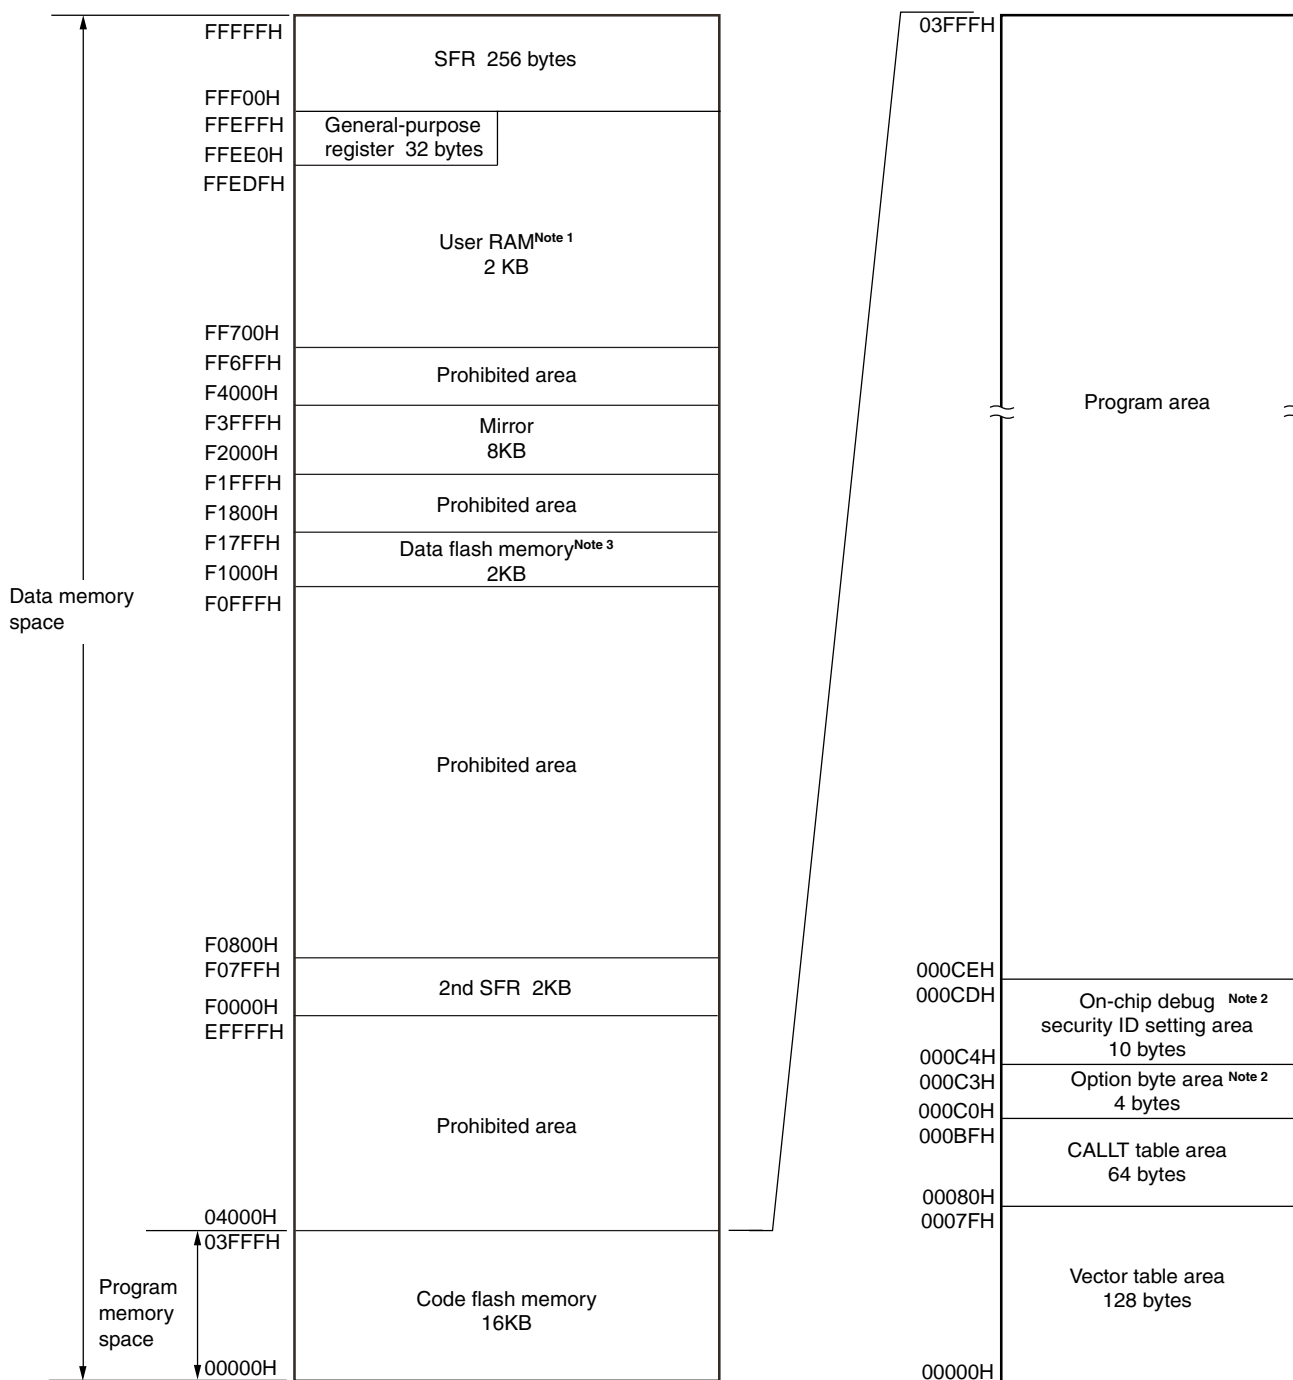 FFFFFH
SFR 256 bytes
FFF00H
FFEFFH
General-purpose
register 32 bytes
FFEE0H
FFEDFH
User RAMNote 1
2 KB
FF700H
FF6FFH
Prohibited area
F4000H
F3FFFH
Mirror
8KB
F2000H
F1FFFH
Prohibited area
F1800H
F17FFH
Data flash memoryNote 3
2KB
F1000H
F0FFFH
Data memory
space
Prohibited area
F0800H
F07FFH
2nd SFR 2KB
F0000H
EFFFFH
Prohibited area
04000H
03FFFH
Program
memory
space
Code flash memory
16KB
00000H
03FFFH
Program area
000CEH
000CDH
On-chip debug Note 2
security ID setting area
10 bytes
000C4H
000C3H
Option byte area Note 2
4 bytes
000C0H
000BFH
CALLT table area
64 bytes
00080H
0007FH
Vector table area
128 bytes
00000H